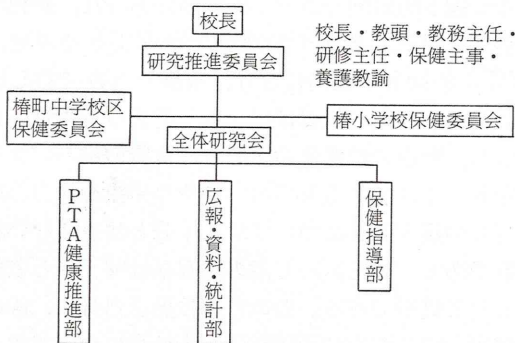 校長
校長・教頭・教務主任・
研修主任・保健主事・
養護教諭
研究推進委員会
椿町中学校区
保健委員会
椿小学校保健委員会
全体研究会
PTA健康推進部
広報・資料・統計部
保健指導部